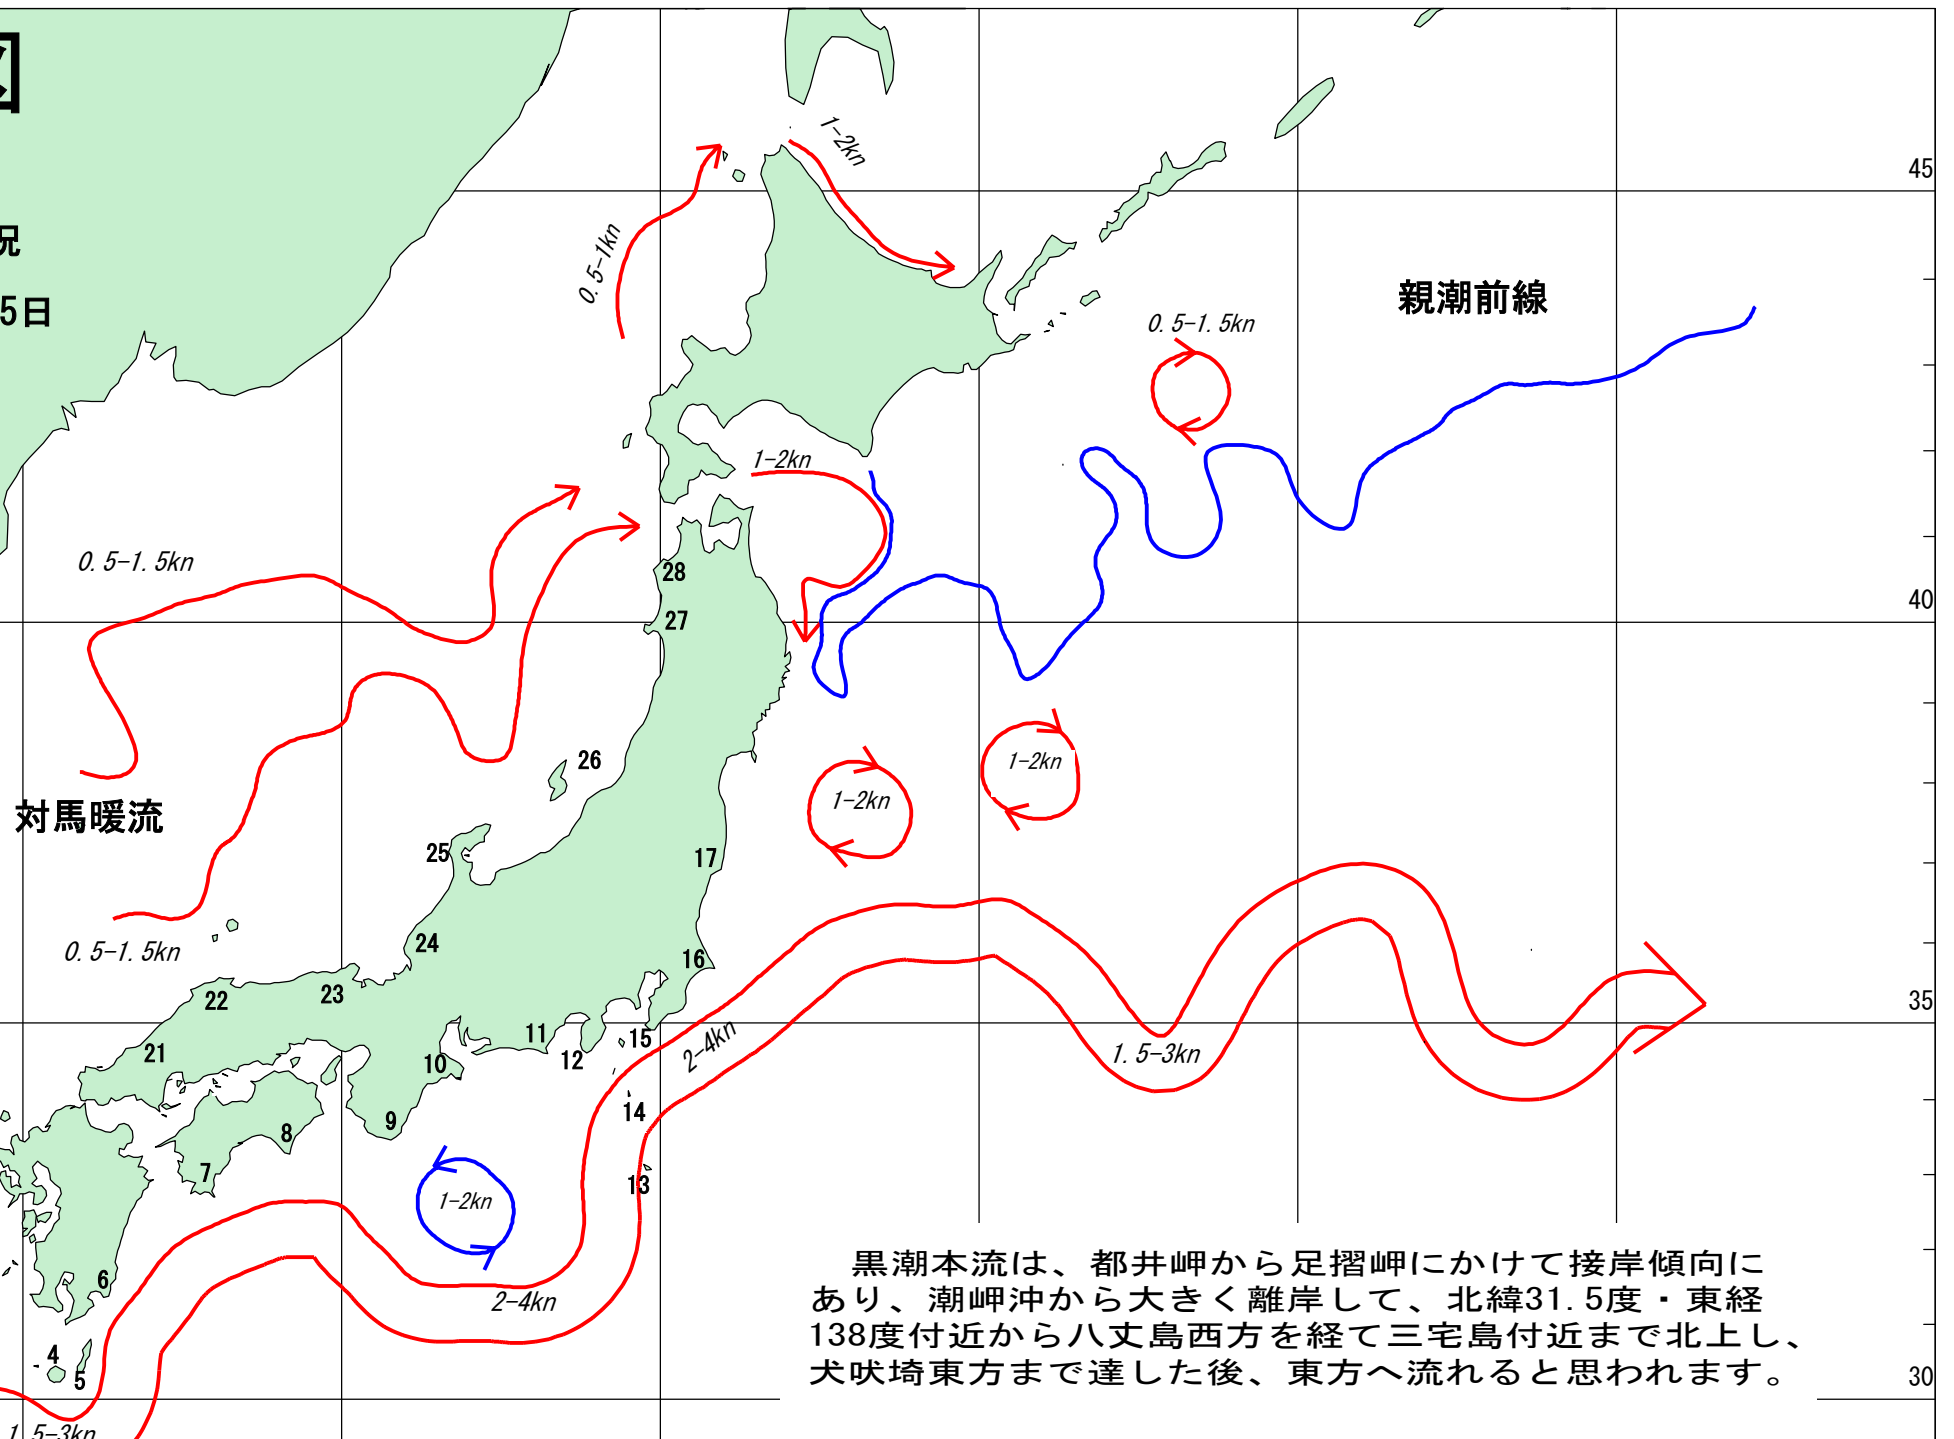 図
況
5日
1-2kn
45
0.5-1kn
親潮前線
0.5-1.5kn
1-2kn
0.5-1.5kn
28
40
27
26
1-2kn
1-2kn
対馬暖流
25
17
24
0.5-1.5kn
16
23
22
35
11
15
2-4kn
21
12
10
1.5-3kn
14
9
8
7
13
1-2kn
6
2-4kn
黒潮本流は、都井岬から足摺岬にかけて接岸傾向に
あり、潮岬沖から大きく離岸して、北緯31.5度・東経
138度付近から八丈島西方を経て三宅島付近まで北上し、
犬吠埼東方まで達した後、東方へ流れると思われます。
4
5
30
1.5-3kn